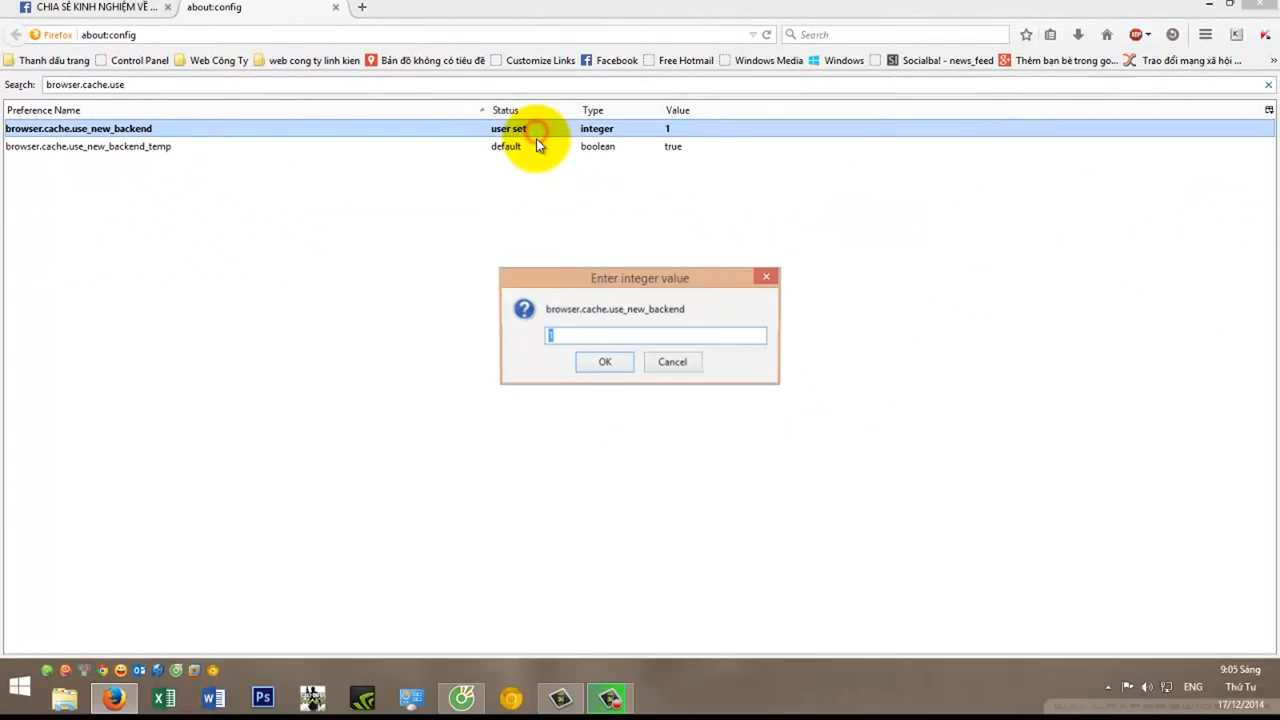 CHIA SẺ KINH NGHIỆM VỀ ... about:config
Firefox about:config Search
Thanh dấu trang Control Panel Web Công Ty web cong ty linh kien Bản đồ không có tiêu đề Customize Links Facebook Free Hotmail Windows Media Windows Socialba! - news_feed Thêm bạn bè trong go... Trao đổi mạng xã hội ...
Search: browser.cache.use
Preference Name Status Type Value
browser.cache.use_new_backend user set integer 1
browser.cache.use_new_backend_temp default boolean true
Enter integer value
browser.cache.use_new_backend
1
OK Cancel
9:05 Sáng
ENG Thứ Tư
17/12/2014